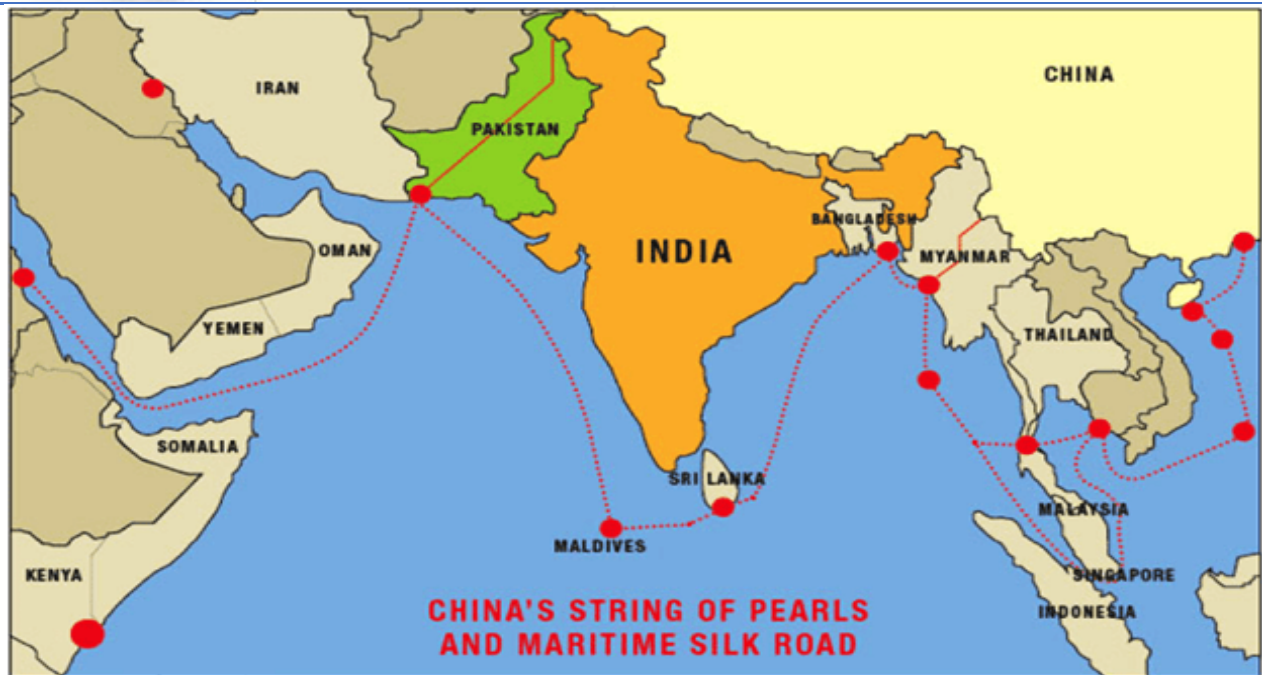 CHINA
IRAN
PAKISTAN
BANGLADESH
OMAN
INDIA
MYANMAR
YEMEN
THAILAND
SOMALIA
SRI LANKA
MALAYSIA
MALDIVES
KENYA
SINGAPORE
INDONESIA
CHINA'S STRING OF PEARLS
AND MARITIME SILK ROAD